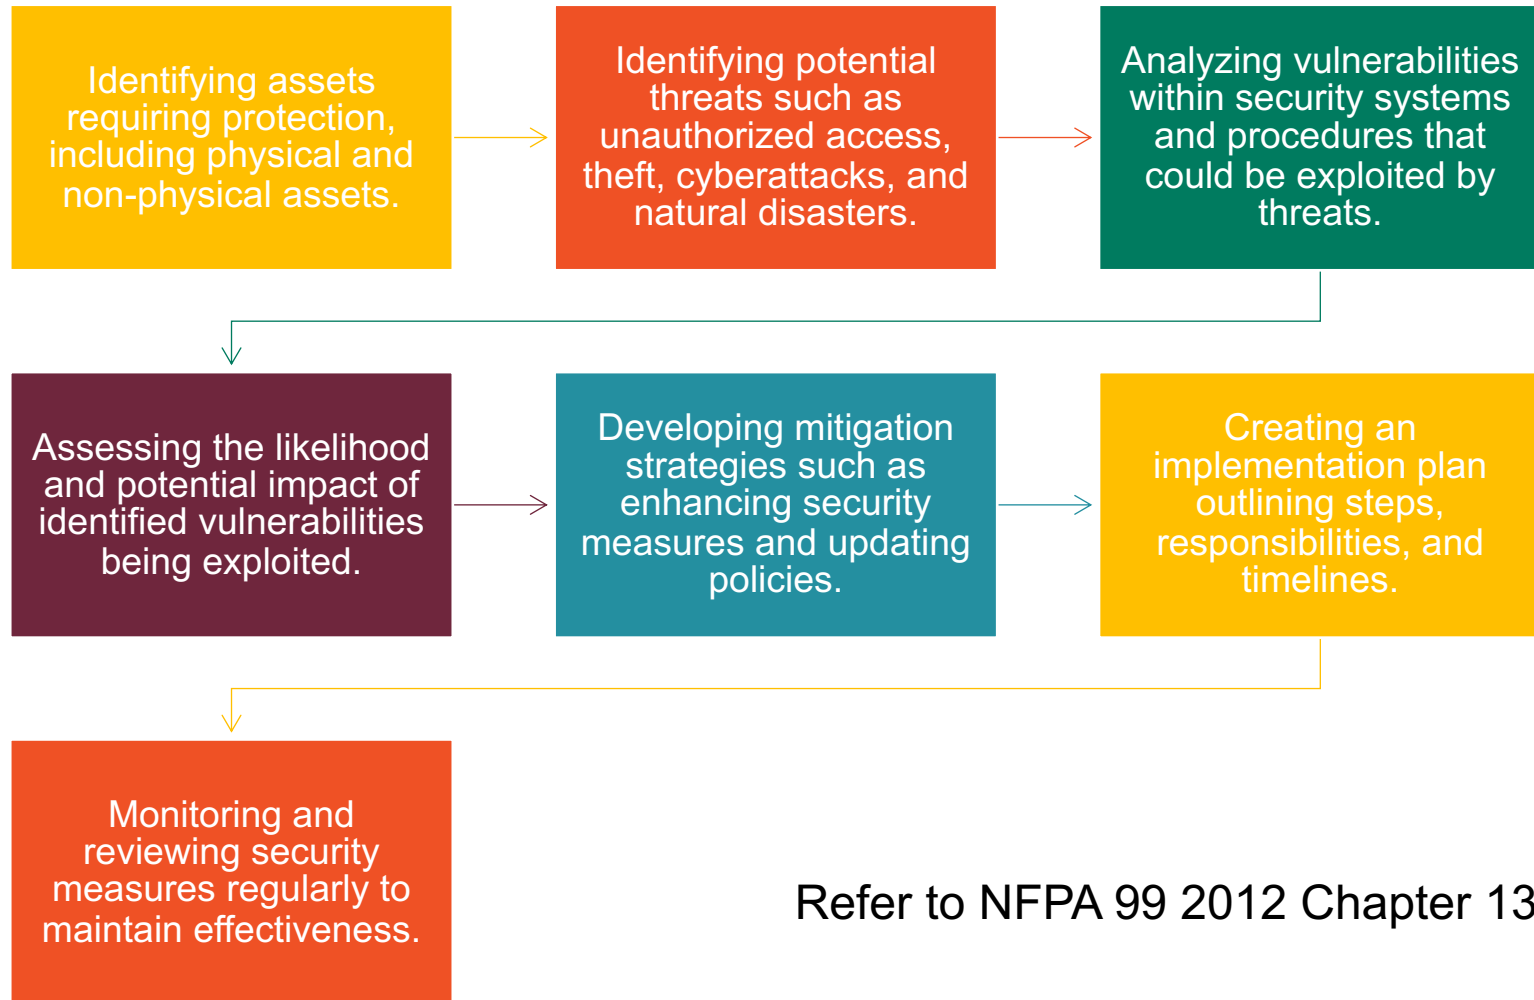 Identifying assets
requiring protection,
including physical and
non-physical assets.
Identifying potential
threats such as
unauthorized access,
theft, cyberattacks, and
natural disasters.
Analyzing vulnerabilities
within security systems
and procedures that
could be exploited by
threats.
Assessing the likelihood
and potential impact of
identified vulnerabilities
being exploited.
Developing mitigation
strategies such as
enhancing security
measures and updating
policies.
Creating an
implementation plan
outlining steps,
responsibilities, and
timelines.
Monitoring and
reviewing security
measures regularly to
maintain effectiveness.
Refer to NFPA 99 2012 Chapter 13